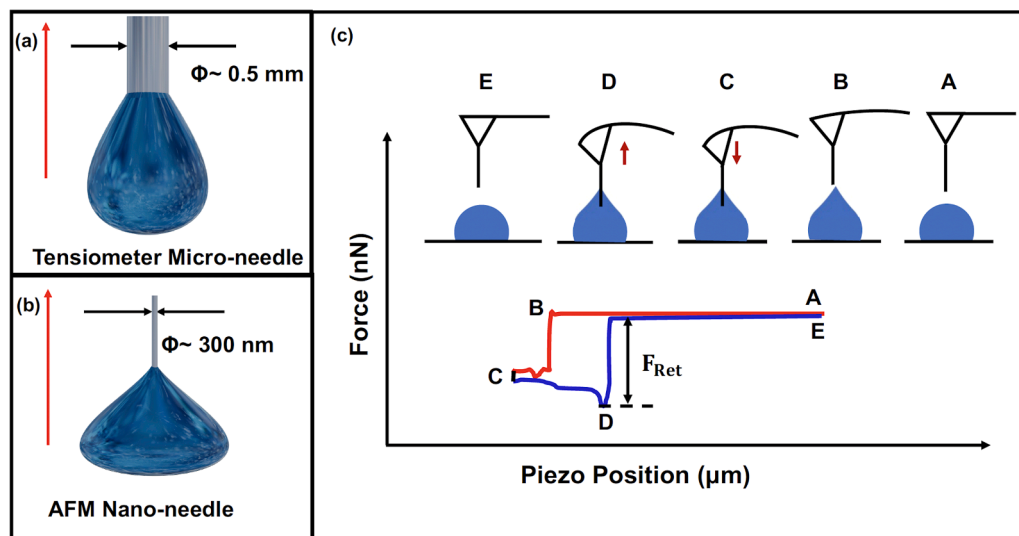 (a)
Φ~ 0.5 mm
Tensiometer Micro-needle
(b)
Φ~ 300 nm
AFM Nano-needle
(c)
E D C B A
Force (nN)
B
A
E
C
F_Ret
D
Piezo Position (µm)